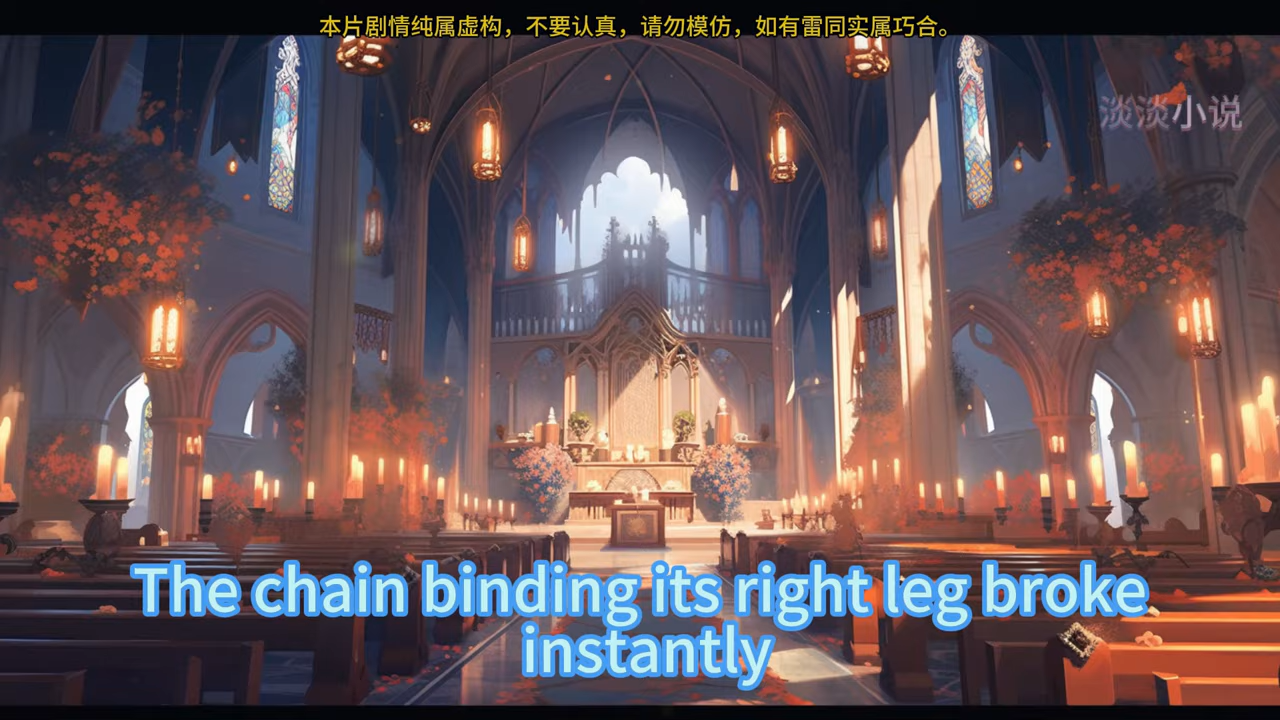 本片剧情纯属虚构，不要认真，请勿模仿，如有雷同实属巧合。
淡淡小说
The chain binding its right leg broke
instantly